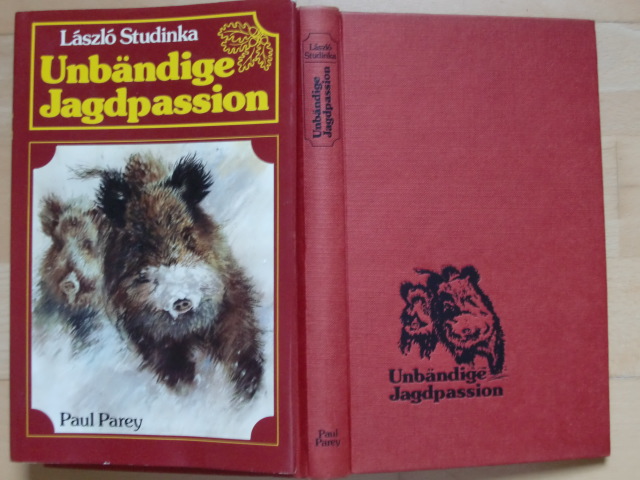 László Studinka
Unbändige
Jagdpassion
Paul Parey
László
Studinka
Unbändige
Jagdpassion
Paul
Parey
Unbändige
Jagdpassion